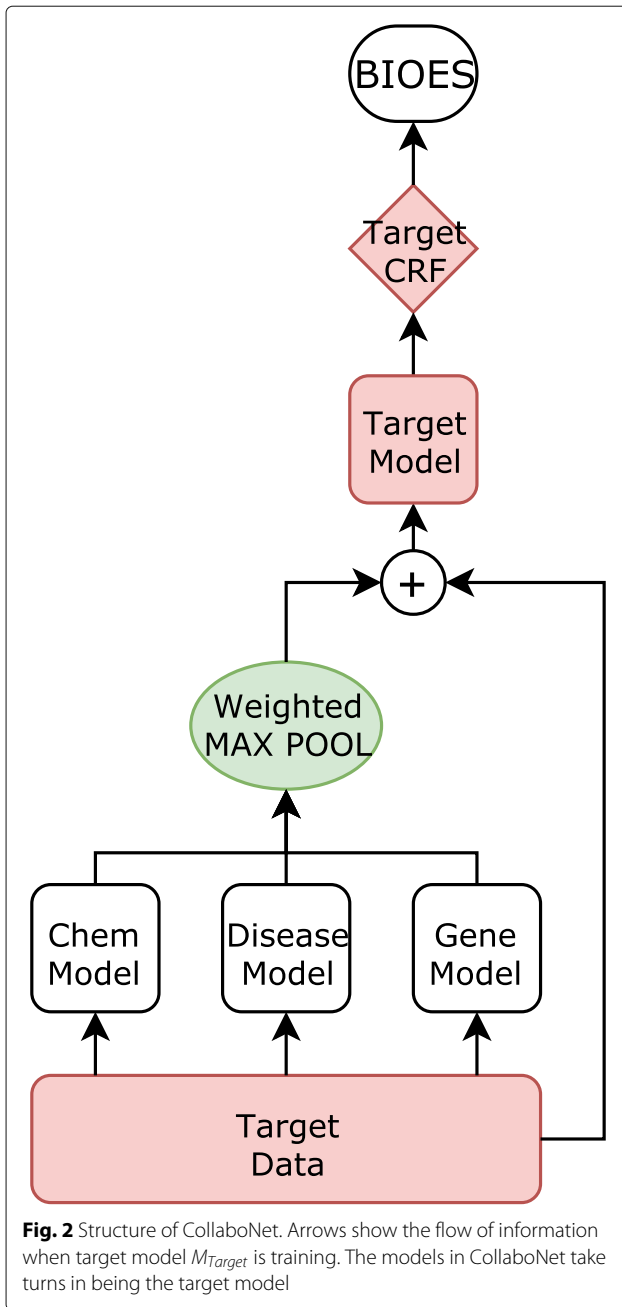 BIOES
Target
CRF
Target
Model
+
Weighted
MAX POOL
Chem
Model
Disease
Model
Gene
Model
Target
Data
Fig. 2 Structure of CollaboNet. Arrows show the flow of information
when target model M_Target is training. The models in CollaboNet take
turns in being the target model